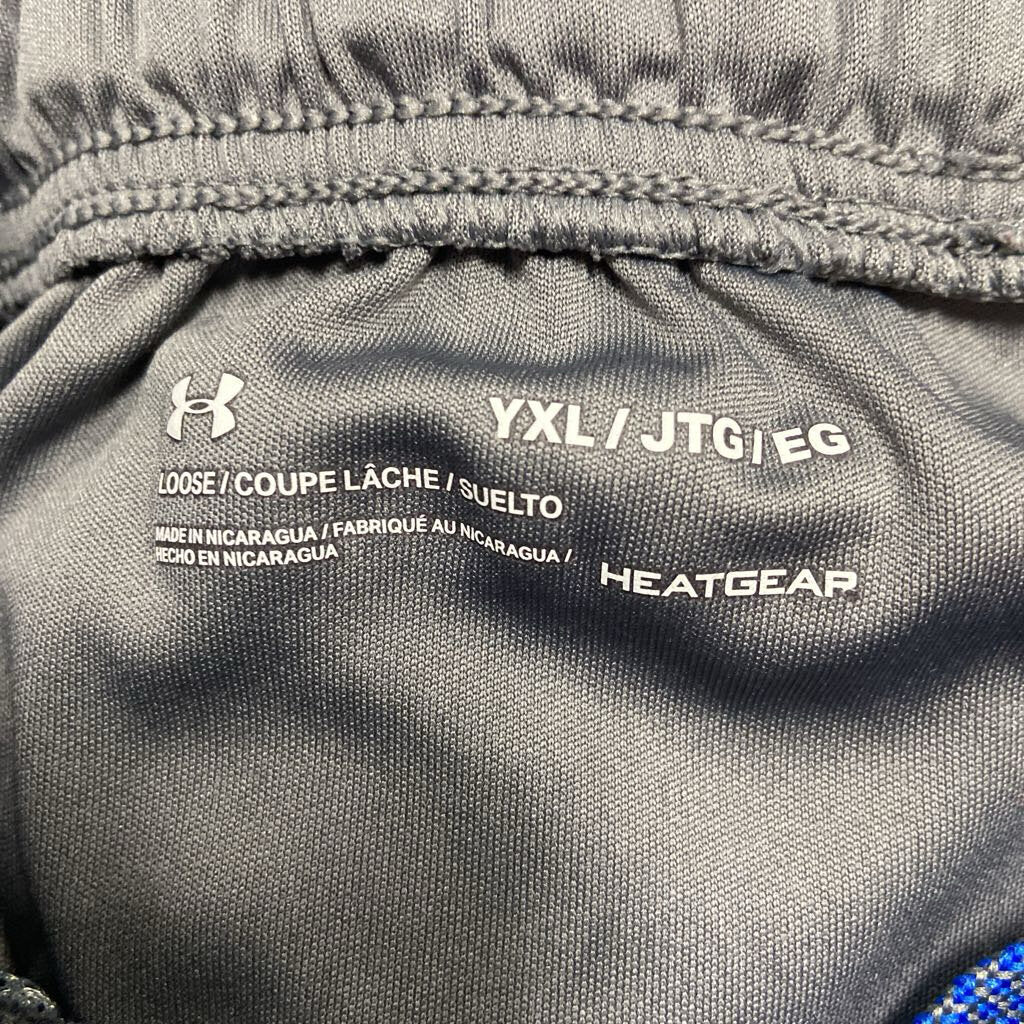 YXL / JTG / EG
LOOSE / COUPE LÂCHE / SUELTO
MADE IN NICARAGUA / FABRIQUÉ AU NICARAGUA /
HECHO EN NICARAGUA
HEATGEAR